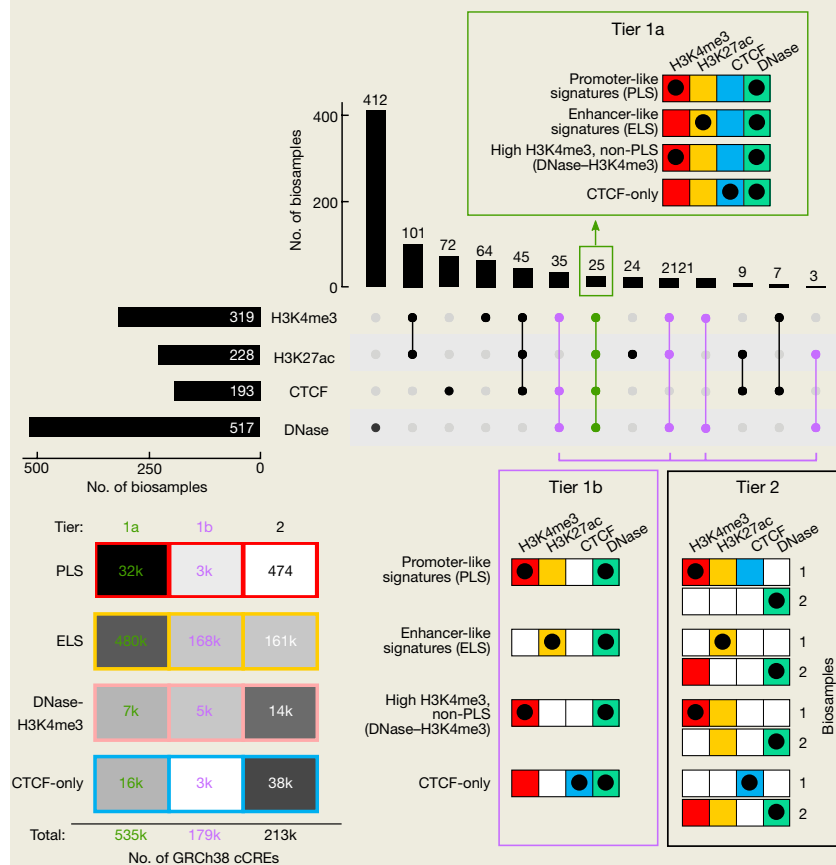 Tier 1a
H3K4me3
H3K27ac
CTCF
DNase
Promoter-like
signatures (PLS)
Enhancer-like
signatures (ELS)
High H3K4me3, non-PLS
(DNase–H3K4me3)
CTCF-only
No. of biosamples
400
200
0
412
101
72
64
45
35
25
24
2121
9
7
3
319
H3K4me3
228
H3K27ac
193
CTCF
517
DNase
500
250
0
No. of biosamples
Tier:
1a
1b
2
PLS
32k
3k
474
ELS
480k
168k
161k
DNase-
H3K4me3
7k
5k
14k
CTCF-only
16k
3k
38k
Total:
535k
179k
213k
No. of GRCh38 cCREs
Tier 1b
H3K4me3
H3K27ac
CTCF
DNase
Promoter-like
signatures (PLS)
Enhancer-like
signatures (ELS)
High H3K4me3,
non-PLS
(DNase–H3K4me3)
CTCF-only
Tier 2
H3K4me3
H3K27ac
CTCF
DNase
1
2
1
2
1
2
1
2
Biosamples